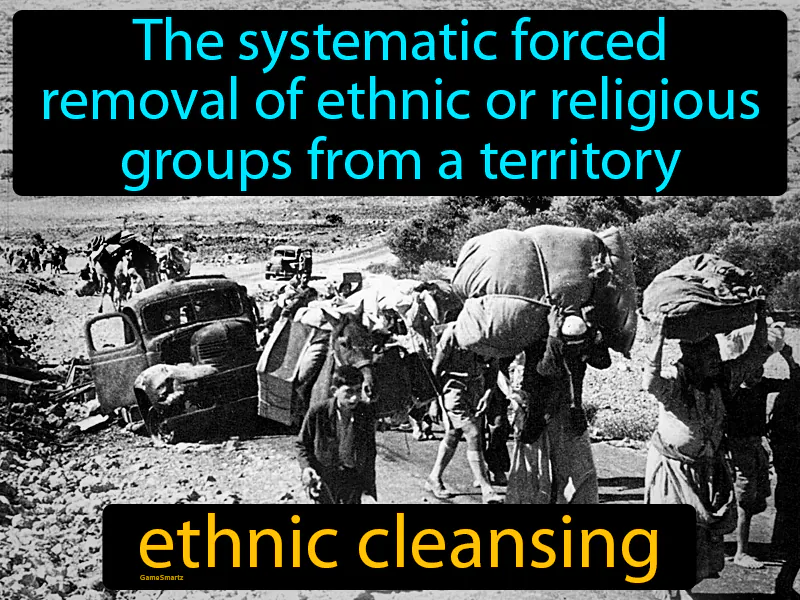 The systematic forced
removal of ethnic or religious
groups from a territory
ethnic cleansing
GameSmartz